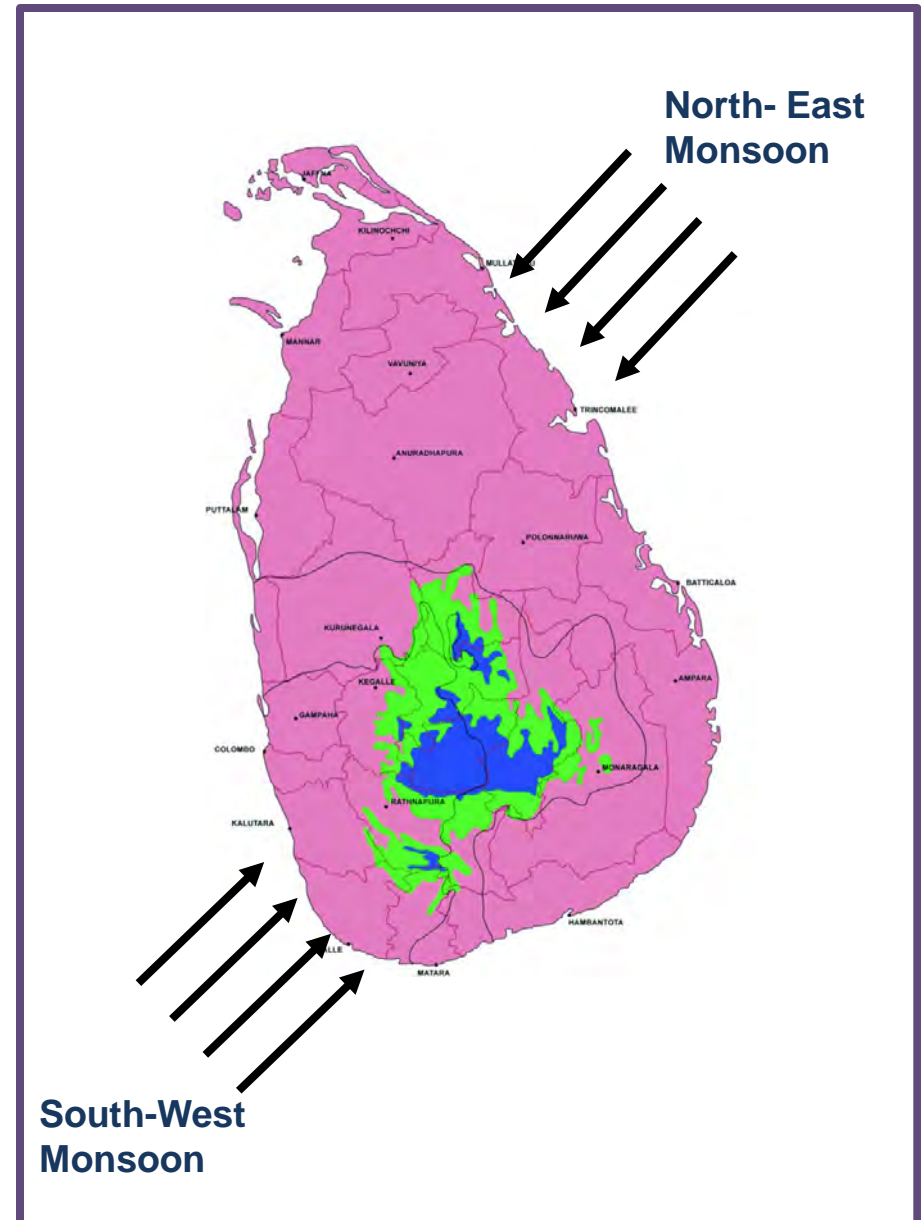 North- East
Monsoon
JAFFNA
KILINOCHCHI
MANNAR
VAVUNIYA
TRINCOMALEE
ANURADHAPURA
PUTTALAM
POLONNARUWA
BATTICALOA
KURUNEGALA
AMPARA
KEGALLE
GAMPAHA
COLOMBO
MONARAGALA
RATHNAPURA
KALUTARA
HAMBANTOTA
MATARA
South-West
Monsoon